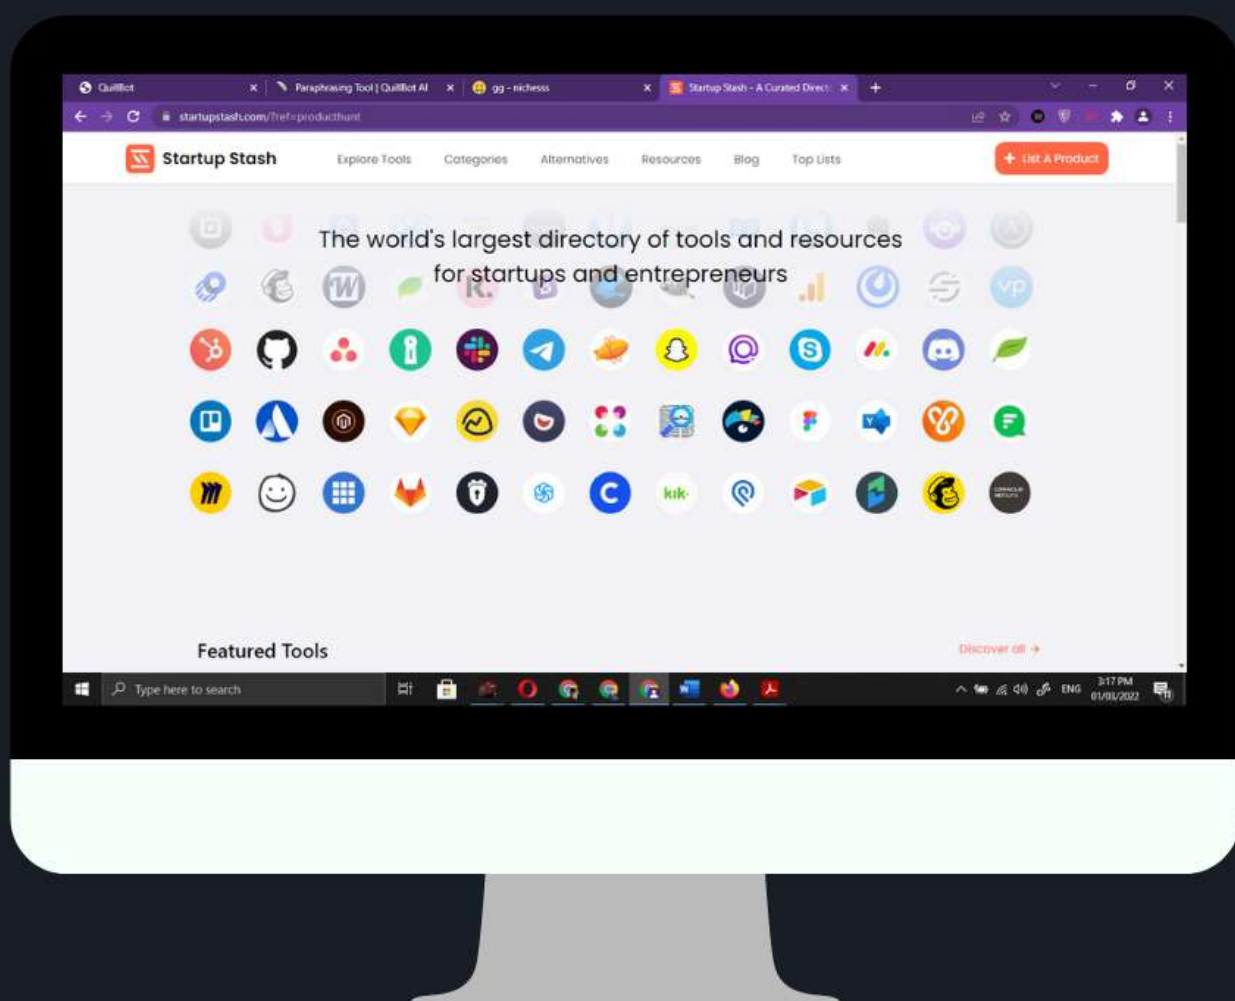 QuillBot
Paraphrasing Tool | QuillBot AI
gg - nichesss
Startup Stash - A Curated Direct
startupstash.com/?ref=producthunt
Startup Stash
Explore Tools
Categories
Alternatives
Resources
Blog
Top Lists
+ List A Product
The world's largest directory of tools and resources
for startups and entrepreneurs
W
R.
vp
S
Y
m
C
kik
Featured Tools
Discover all →
Type here to search
ENG
3:17 PM
01/03/2022